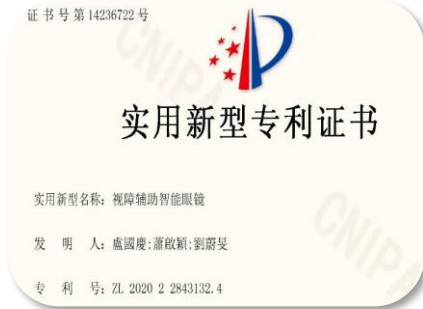 证书号第14236722号
CNIPA
实用新型专利证书
实用新型名称：视障辅助智能眼镜
CNIPA
发 明 人：盧國慶;蕭啟穎;劉蔚旻
专 利 号：ZL 2020 2 2843132.4